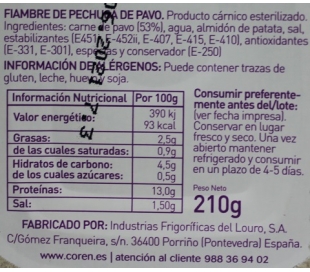 FIAMBRE DE PECHUGA DE PAVO. Producto cárnico esterilizado.
Ingredientes: carne de pavo (53%), agua, almidón de patata, sal,
estabilizantes (E451, E-452ii, E-407, E-415, E-410), antioxidantes
(E-331, E-301), especias y conservador (E-250)
INFORMACIÓN DE ALÉRGENOS: Puede contener trazas de
gluten, leche, huevo y soja.
Información Nutricional Por 100g
Valor energético: 390 kj
93 kcal
Grasas: 2,5g
de las cuales saturadas: 0,9g
Hidratos de carbono: 4,5g
de los cuales azúcares: 0,5g
Proteínas: 13,0g
Sal: 1,50g
Consumir preferente-
mente antes del/lote:
(ver fecha impresa).
Conservar en lugar
fresco y seco. Una vez
abierto mantener
refrigerado y consumir
en un plazo de 4-5 días.
Peso Neto
210g
FABRICADO POR: Industrias Frigoríficas del Louro, S.A.
C/Gómez Franqueira, s/n. 36400 Porriño (Pontevedra) España.
www.coren.es | atención al cliente 988 36 94 02